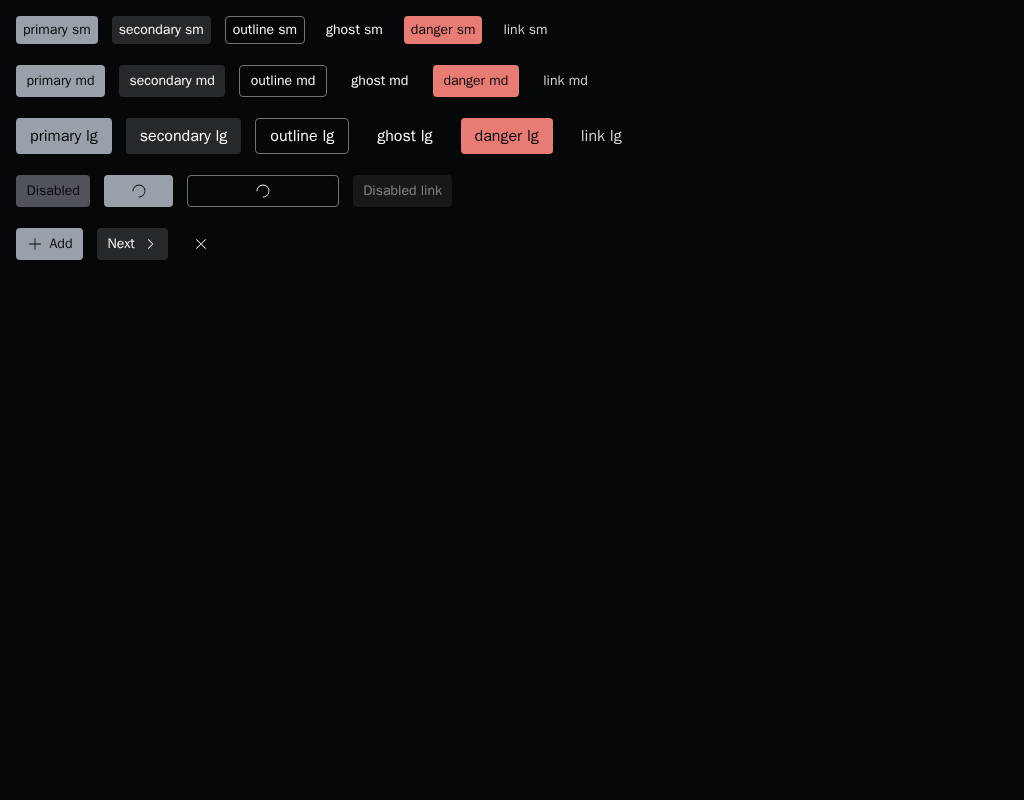 primary sm secondary sm outline sm ghost sm danger sm link sm
primary md secondary md outline md ghost md danger md link md
primary lg secondary lg outline lg ghost lg danger lg link lg
Disabled Disabled link
Add Next